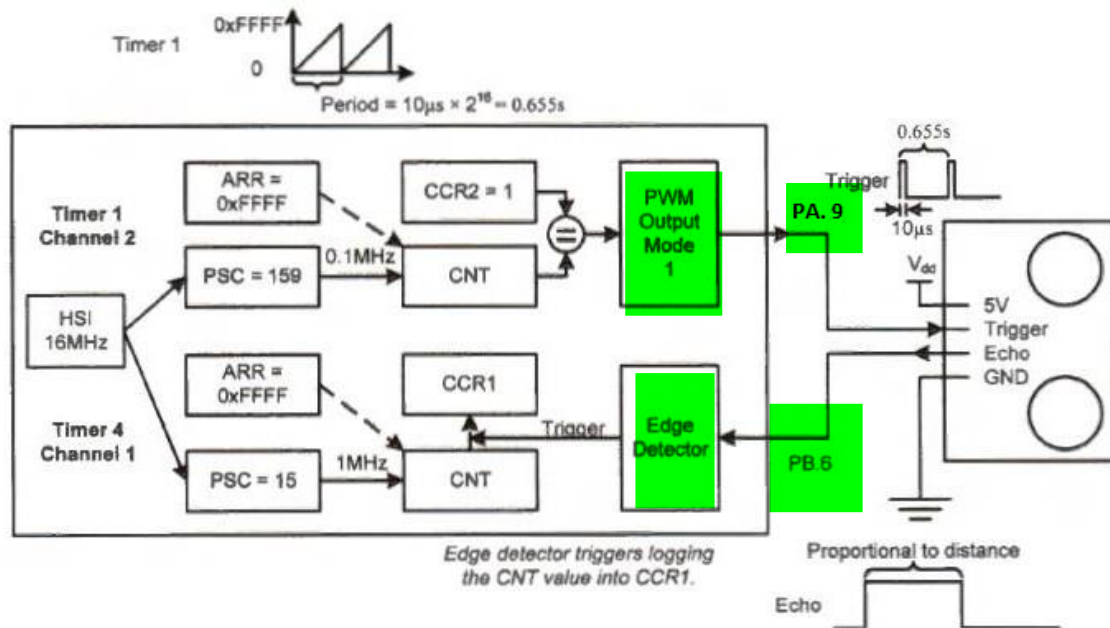 0xFFFF
Timer 1
0
Period = 10µs × 2¹⁶ = 0.655s
Timer 1
Channel 2
ARR =
0xFFFF
CCR2 = 1
PWM
Output
Mode
1
PA. 9
PSC = 159
0.1MHz
CNT
=
HSI
16MHz
Timer 4
Channel 1
ARR =
0xFFFF
CCR1
Trigger
Edge
Detector
PB.6
PSC = 15
1MHz
CNT
0.655s
Trigger
10µs
Vdd
5V
Trigger
Echo
GND
Edge detector triggers logging
the CNT value into CCR1.
Proportional to distance
Echo